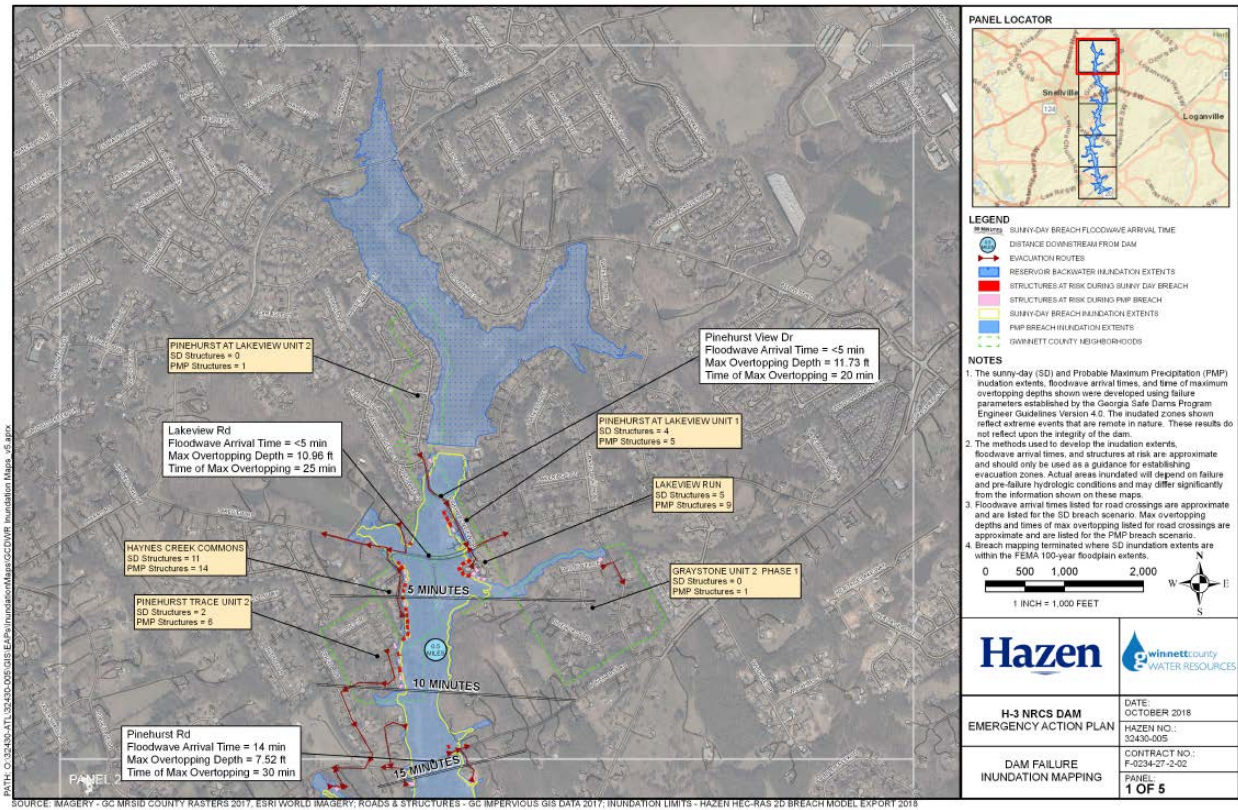 PINEHURST AT LAKEVIEW UNIT 2
SD Structures = 0
PMP Structures = 1
Pinehurst View Dr
Floodwave Arrival Time = <5 min
Max Overtopping Depth = 11.73 ft
Time of Max Overtopping = 20 min
Lakeview Rd
Floodwave Arrival Time = <5 min
Max Overtopping Depth = 10.96 ft
Time of Max Overtopping = 25 min
PINEHURST AT LAKEVIEW UNIT 1
SD Structures = 4
PMP Structures = 5
LAKEVIEW RUN
SD Structures = 5
PMP Structures = 9
HAYNES CREEK COMMONS
SD Structures = 11
PMP Structures = 14
GRAYSTONE UNIT 2 PHASE 1
SD Structures = 0
PMP Structures = 1
PINEHURST TRACE UNIT 2
SD Structures = 2
PMP Structures = 6
5 MINUTES
0.5
MILES
10 MINUTES
Pinehurst Rd
Floodwave Arrival Time = 14 min
Max Overtopping Depth = 7.52 ft
Time of Max Overtopping = 30 min
15 MINUTES
PANEL 2
PATH: O:\32430-ATL\32430-005\GIS\EAPs\InundationMaps\GCDWR Inundation Maps_v5.aprx
SOURCE: IMAGERY - GC MRSID COUNTY RASTERS 2017, ESRI WORLD IMAGERY; ROADS & STRUCTURES - GC IMPERVIOUS GIS DATA 2017; INUNDATION LIMITS - HAZEN HEC-RAS 2D BREACH MODEL EXPORT 2018
PANEL LOCATOR
Snellville
124
Loganville
LEGEND
SUNNY-DAY BREACH FLOODWAVE ARRIVAL TIME
DISTANCE DOWNSTREAM FROM DAM
EVACUATION ROUTES
RESERVOIR BACKWATER INUNDATION EXTENTS
STRUCTURES AT RISK DURING SUNNY DAY BREACH
STRUCTURES AT RISK DURING PMP BREACH
SUNNY-DAY BREACH INUNDATION EXTENTS
PMP BREACH INUNDATION EXTENTS
GWINNETT COUNTY NEIGHBORHOODS
NOTES
1. The sunny-day (SD) and Probable Maximum Precipitation (PMP)
inudation extents, floodwave arrival times, and time of maximum
overtopping depths shown were developed using failure
parameters established by the Georgia Safe Dams Program
Engineer Guidelines Version 4.0. The inudated zones shown
reflect extreme events that are remote in nature. These results do
not reflect upon the integrity of the dam.
2. The methods used to develop the inudation extents,
floodwave arrival times, and structures at risk are approximate
and should only be used as a guidance for establishing
evacuation zones. Actual areas inundated will depend on failure
and pre-failure hydrologic conditions and may differ significantly
from the information shown on these maps.
3. Floodwave arrival times listed for road crossings are approximate
and are listed for the SD breach scenario. Max overtopping
depths and times of max overtopping listed for road crossings are
approximate and are listed for the PMP breach scenario.
4. Breach mapping terminated where SD inundation extents are
within the FEMA 100-year floodplain extents.
N
W E
S
0 500 1,000 2,000
1 INCH = 1,000 FEET
Hazen
gwinnettcounty
WATER RESOURCES
H-3 NRCS DAM
EMERGENCY ACTION PLAN
DATE:
OCTOBER 2018
HAZEN NO.:
32430-005
DAM FAILURE
INUNDATION MAPPING
CONTRACT NO.:
F-0234-27-2-02
PANEL:
1 OF 5